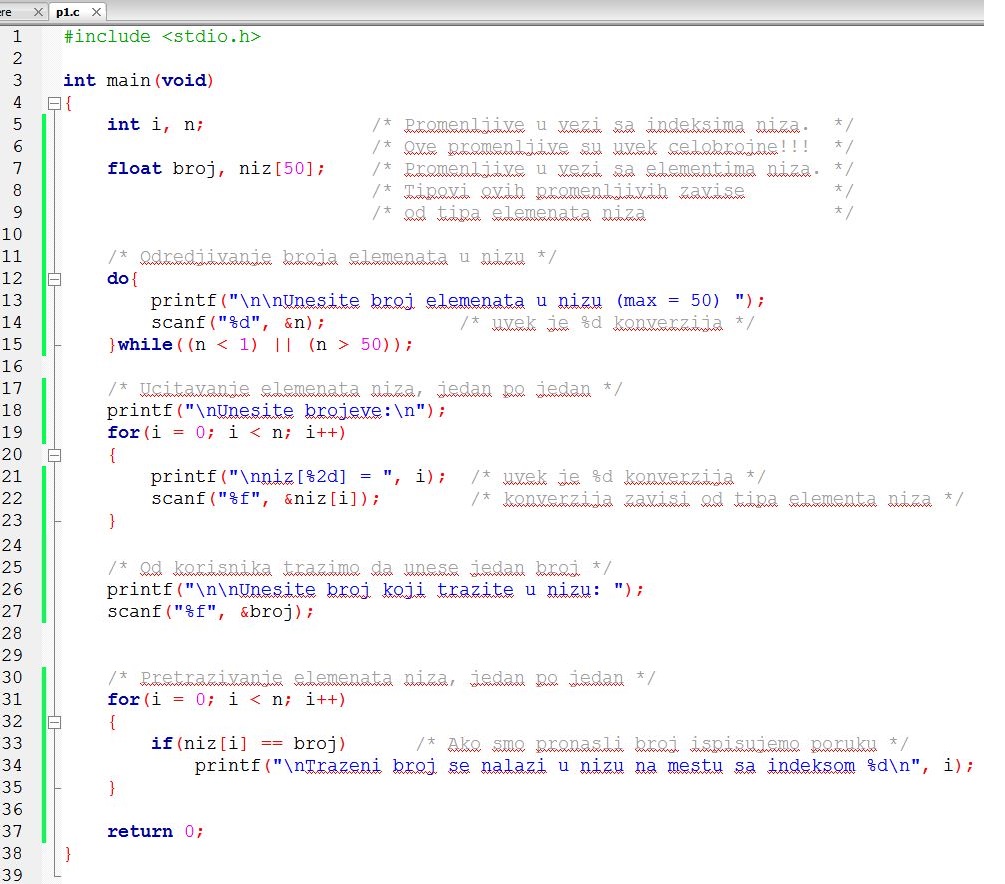 ere
p1.c
1 #include <stdio.h>
2
3 int main(void)
4 {
5     int i, n;               /* Promenljive u vezi sa indeksima niza.  */
6                             /* Ove promenljive su uvek celobrojne!!!  */
7     float broj, niz[50];    /* Promenljive u vezi sa elementima niza. */
8                             /* Tipovi ovih promenljivih zavise        */
9                             /* od tipa elemenata niza                 */
10
11     /* Odredjivanje broja elemenata u nizu */
12     do{
13         printf("\n\nUnesite broj elemenata u nizu (max = 50) ");
14         scanf("%d", &n);            /* uvek je %d konverzija */
15     }while((n < 1) || (n > 50));
16
17     /* Ucitavanje elemenata niza, jedan po jedan */
18     printf("\nUnesite brojeve:\n");
19     for(i = 0; i < n; i++)
20     {
21         printf("\nniz[%2d] = ", i);  /* uvek je %d konverzija */
22         scanf("%f", &niz[i]);        /* konverzija zavisi od tipa elementa niza */
23     }
24
25     /* Od korisnika trazimo da unese jedan broj */
26     printf("\n\nUnesite broj koji trazite u nizu: ");
27     scanf("%f", &broj);
28
29
30     /* Pretrazivanje elemenata niza, jedan po jedan */
31     for(i = 0; i < n; i++)
32     {
33         if(niz[i] == broj)      /* Ako smo pronasli broj ispisujemo poruku */
34             printf("\nTrazeni broj se nalazi u nizu na mestu sa indeksom %d\n", i);
35     }
36
37     return 0;
38 }
39